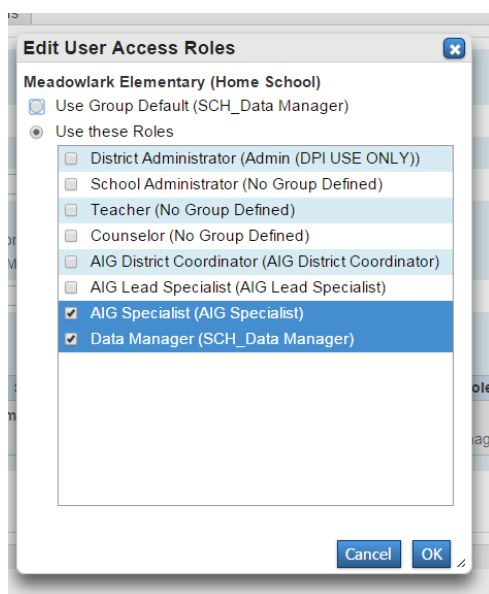 Edit User Access Roles
Meadowlark Elementary (Home School)
Use Group Default (SCH_Data Manager)
Use these Roles
District Administrator (Admin (DPI USE ONLY))
School Administrator (No Group Defined)
Teacher (No Group Defined)
Counselor (No Group Defined)
AIG District Coordinator (AIG District Coordinator)
AIG Lead Specialist (AIG Lead Specialist)
AIG Specialist (AIG Specialist)
Data Manager (SCH_Data Manager)
Cancel OK